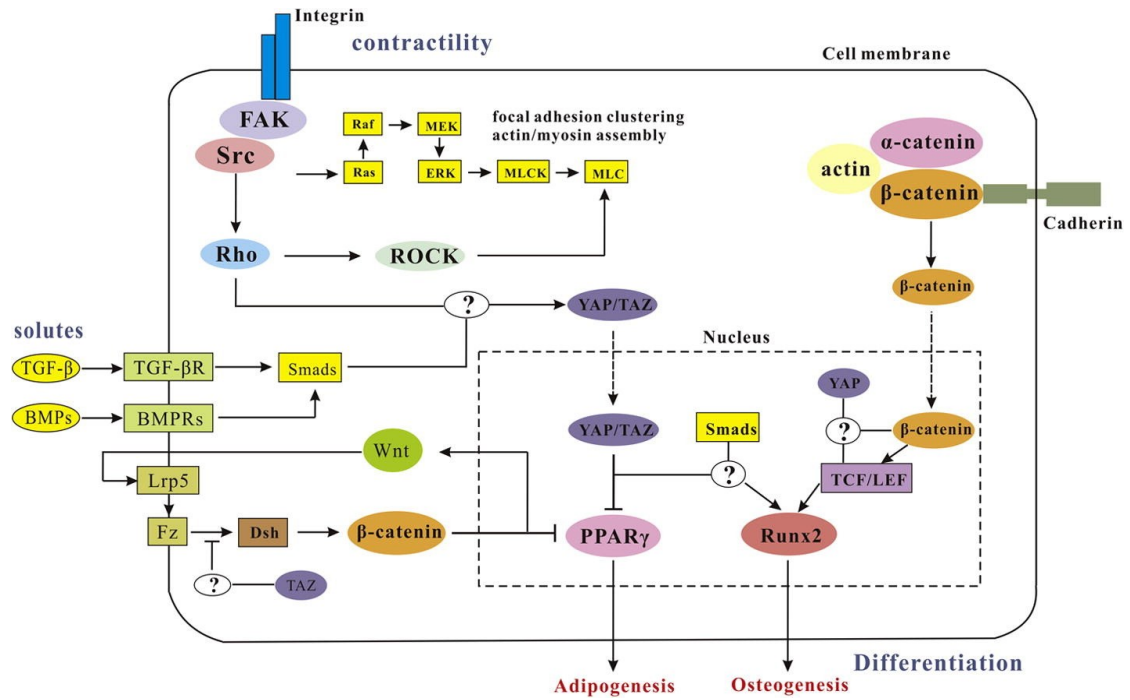 Integrin
contractility
Cell membrane
FAK
Src
Raf
MEK
focal adhesion clustering
actin/myosin assembly
Ras
ERK
MLCK
MLC
α-catenin
actin
β-catenin
Cadherin
Rho
ROCK
β-catenin
?
YAP/TAZ
solutes
Nucleus
TGF-β
TGF-βR
Smads
BMPs
BMPRs
YAP
YAP/TAZ
Smads
?
β-catenin
Wnt
?
TCF/LEF
Lrp5
Fz
Dsh
β-catenin
PPARγ
Runx2
?
TAZ
Differentiation
Adipogenesis
Osteogenesis